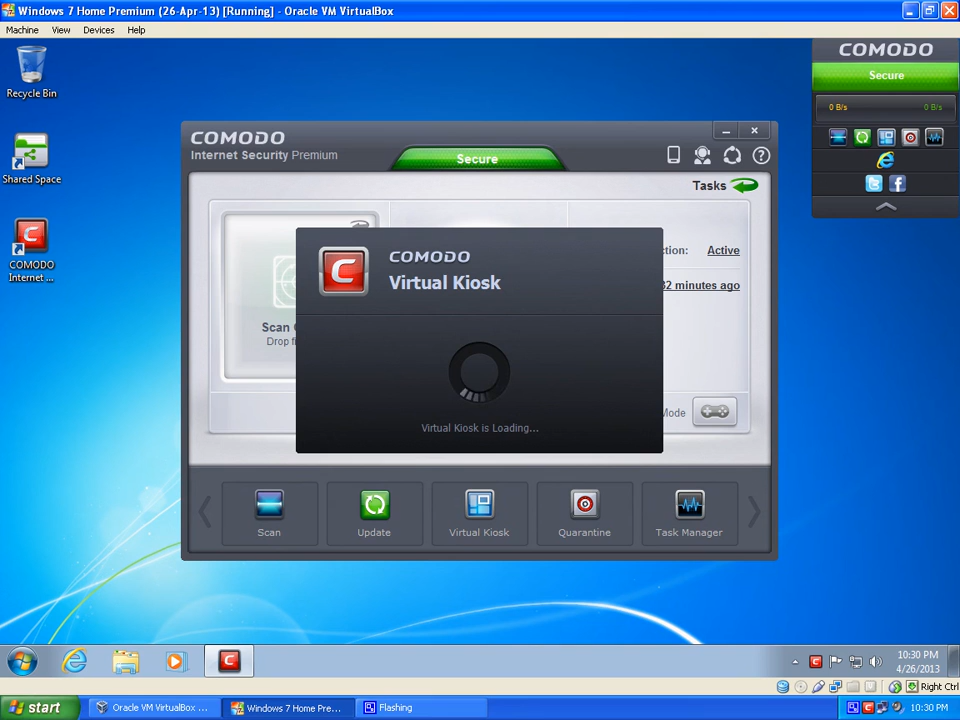 Windows 7 Home Premium (26-Apr-13) [Running] - Oracle VM VirtualBox
Machine View Devices Help
Recycle Bin
Shared Space
COMODO
Internet ...
COMODO
Secure
0 B/s 0 B/s
COMODO
Internet Security Premium
Secure
Tasks
Active
32 minutes ago
Scan
Mode
COMODO
Virtual Kiosk
Virtual Kiosk is Loading...
Scan
Update
Virtual Kiosk
Quarantine
Task Manager
10:30 PM
4/26/2013
Right Ctrl
start
Oracle VM VirtualBox ...
Windows 7 Home Pre...
Flashing
10:30 PM